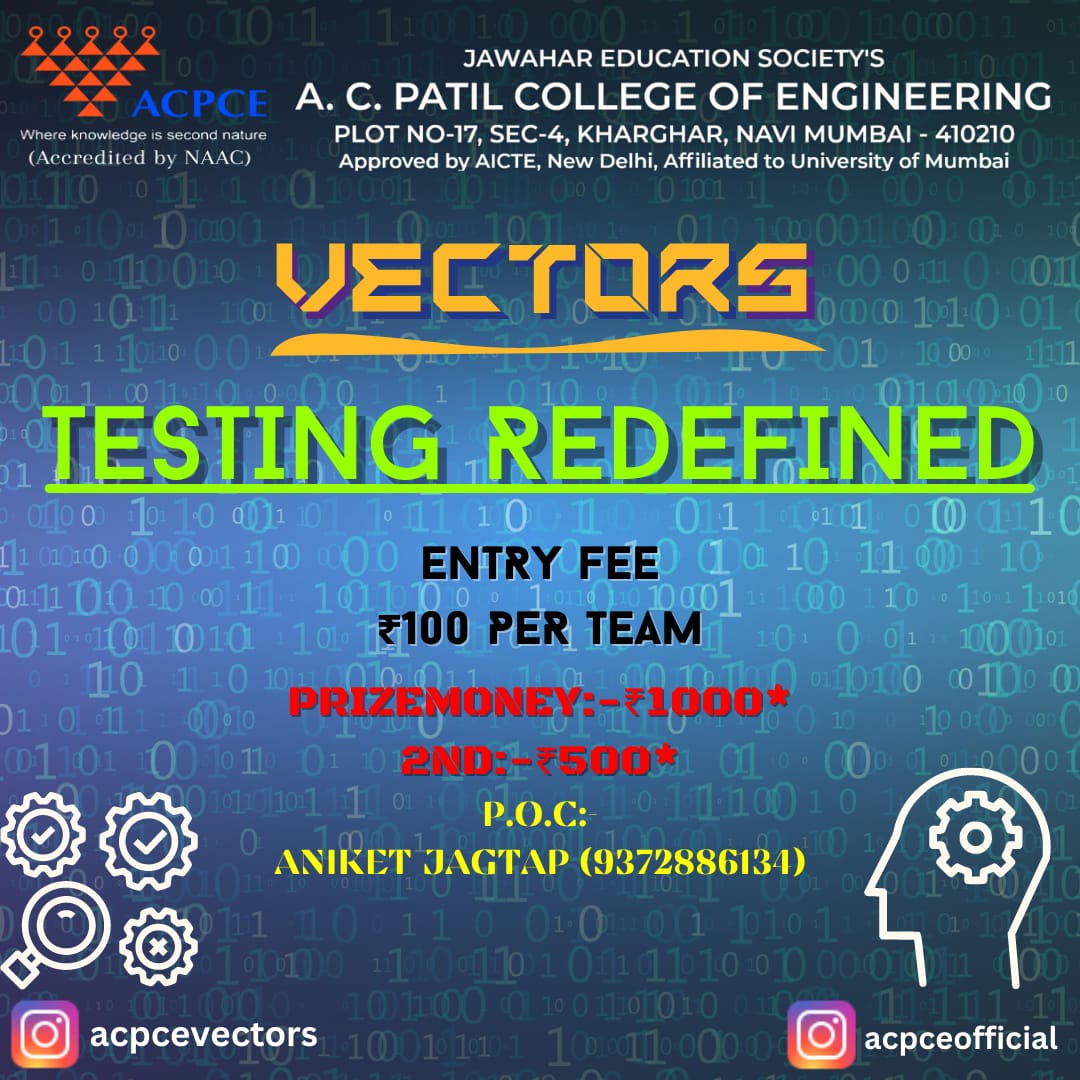 ACPCE
Where knowledge is second nature
(Accredited by NAAC)
JAWAHAR EDUCATION SOCIETY'S
A. C. PATIL COLLEGE OF ENGINEERING
PLOT NO-17, SEC-4, KHARGHAR, NAVI MUMBAI - 410210
Approved by AICTE, New Delhi, Affiliated to University of Mumbai
VECTORS
TESTING REDEFINED
ENTRY FEE
₹100 PER TEAM
PRIZEMONEY:-₹1000*
2ND:-₹500*
P.O.C:-
ANIKET JAGTAP (9372886134)
acpcevectors
acpceofficial